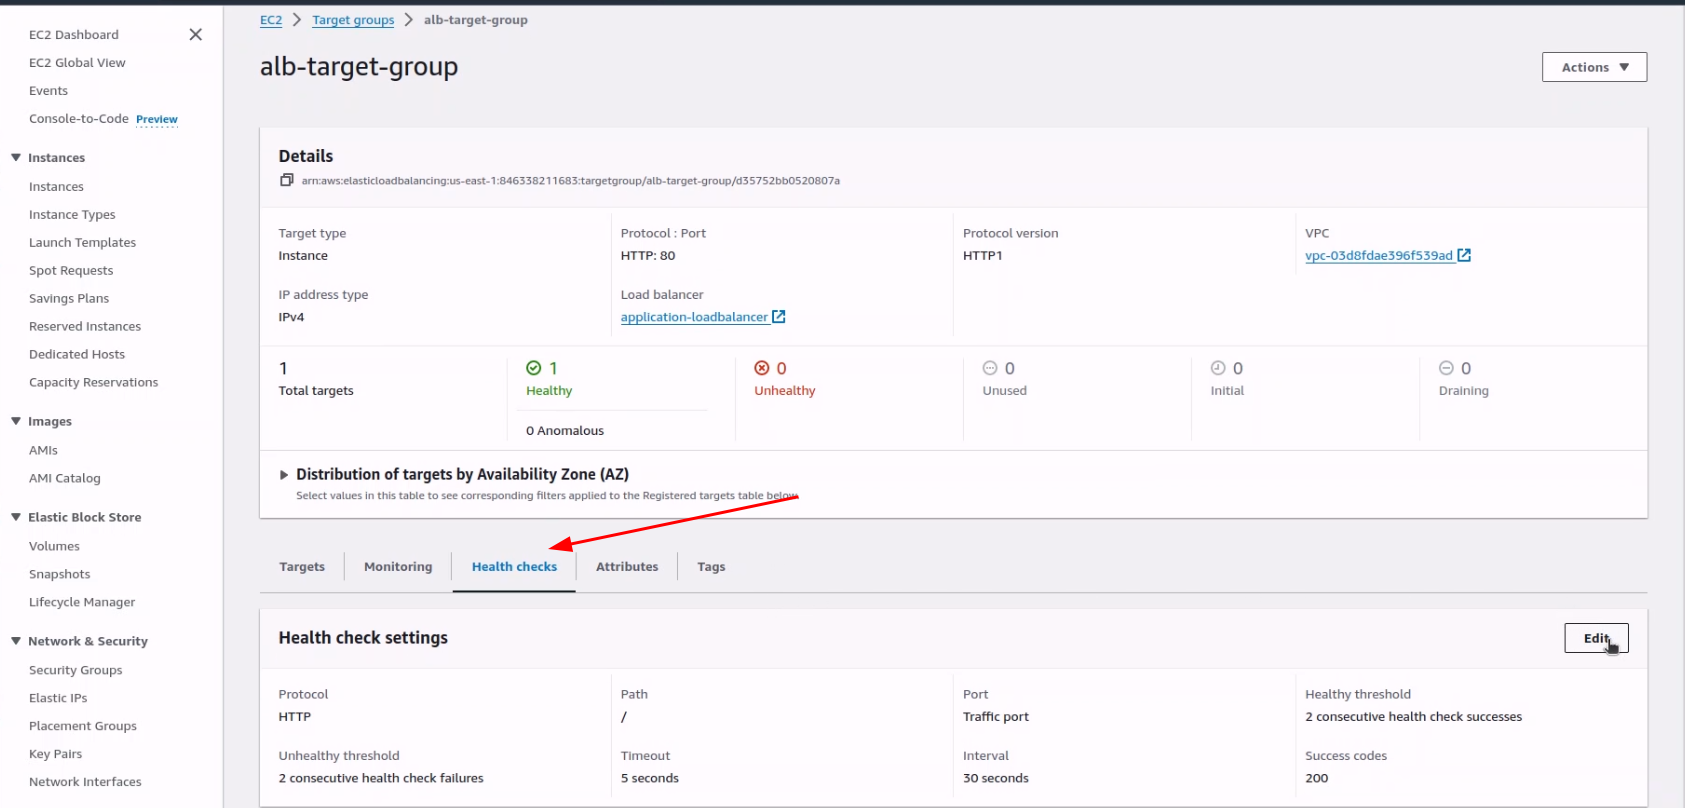 EC2 > Target groups > alb-target-group
alb-target-group
Actions
EC2 Dashboard
EC2 Global View
Events
Console-to-Code Preview
Instances
Instances
Instance Types
Launch Templates
Spot Requests
Savings Plans
Reserved Instances
Dedicated Hosts
Capacity Reservations
Images
AMIs
AMI Catalog
Elastic Block Store
Volumes
Snapshots
Lifecycle Manager
Network & Security
Security Groups
Elastic IPs
Placement Groups
Key Pairs
Network Interfaces
Details
arn:aws:elasticloadbalancing:us-east-1:846338211683:targetgroup/alb-target-group/d35752bb0520807a
Target type
Instance
Protocol : Port
HTTP: 80
Protocol version
HTTP1
VPC
vpc-03d8fdae396f539ad
IP address type
IPv4
Load balancer
application-loadbalancer
1
Total targets
1
Healthy
0 Anomalous
0
Unhealthy
0
Unused
0
Initial
0
Draining
Distribution of targets by Availability Zone (AZ)
Select values in this table to see corresponding filters applied to the Registered targets table below.
Targets Monitoring Health checks Attributes Tags
Health check settings
Edit
Protocol
HTTP
Path
/
Port
Traffic port
Healthy threshold
2 consecutive health check successes
Unhealthy threshold
2 consecutive health check failures
Timeout
5 seconds
Interval
30 seconds
Success codes
200